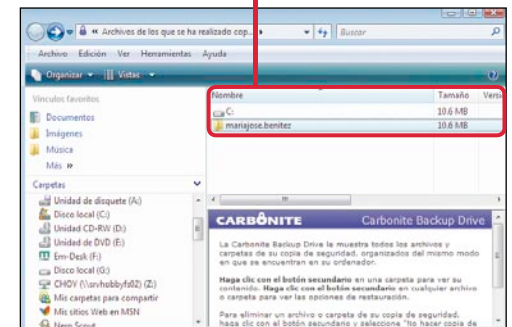 « Archivos de los que se ha realizado cop...
Buscar
Archivo Edición Ver Herramientas Ayuda
Organizar Vistas
Vínculos favoritos
Documentos
Imágenes
Música
Más »
Carpetas
Unidad de disquete (A:)
Disco local (C:)
Unidad CD-RW (D:)
Unidad de DVD (E:)
Em-Desk (F:)
Disco local (G:)
CHOY (\\srvhobbyfs02) (Z:)
Mis carpetas para compartir
Mis sitios Web en MSN
Nero Scout
Nombre Tamaño Versi
C: 10.6 MB
mariajose.benitez 10.6 MB
CARBONITE Carbonite Backup Drive
La Carbonite Backup Drive le muestra todos los archivos y
carpetas de su copia de seguridad, organizados del mismo modo
en que se encuentran en su ordenador.
Haga clic con el botón secundario en una carpeta para ver su
contenido. Haga clic con el botón secundario en cualquier archivo
o carpeta para ver las opciones de restauración.
Para eliminar un archivo o carpeta de su copia de seguridad,
haga clic con el botón secundario y seleccione "No hacer copia de